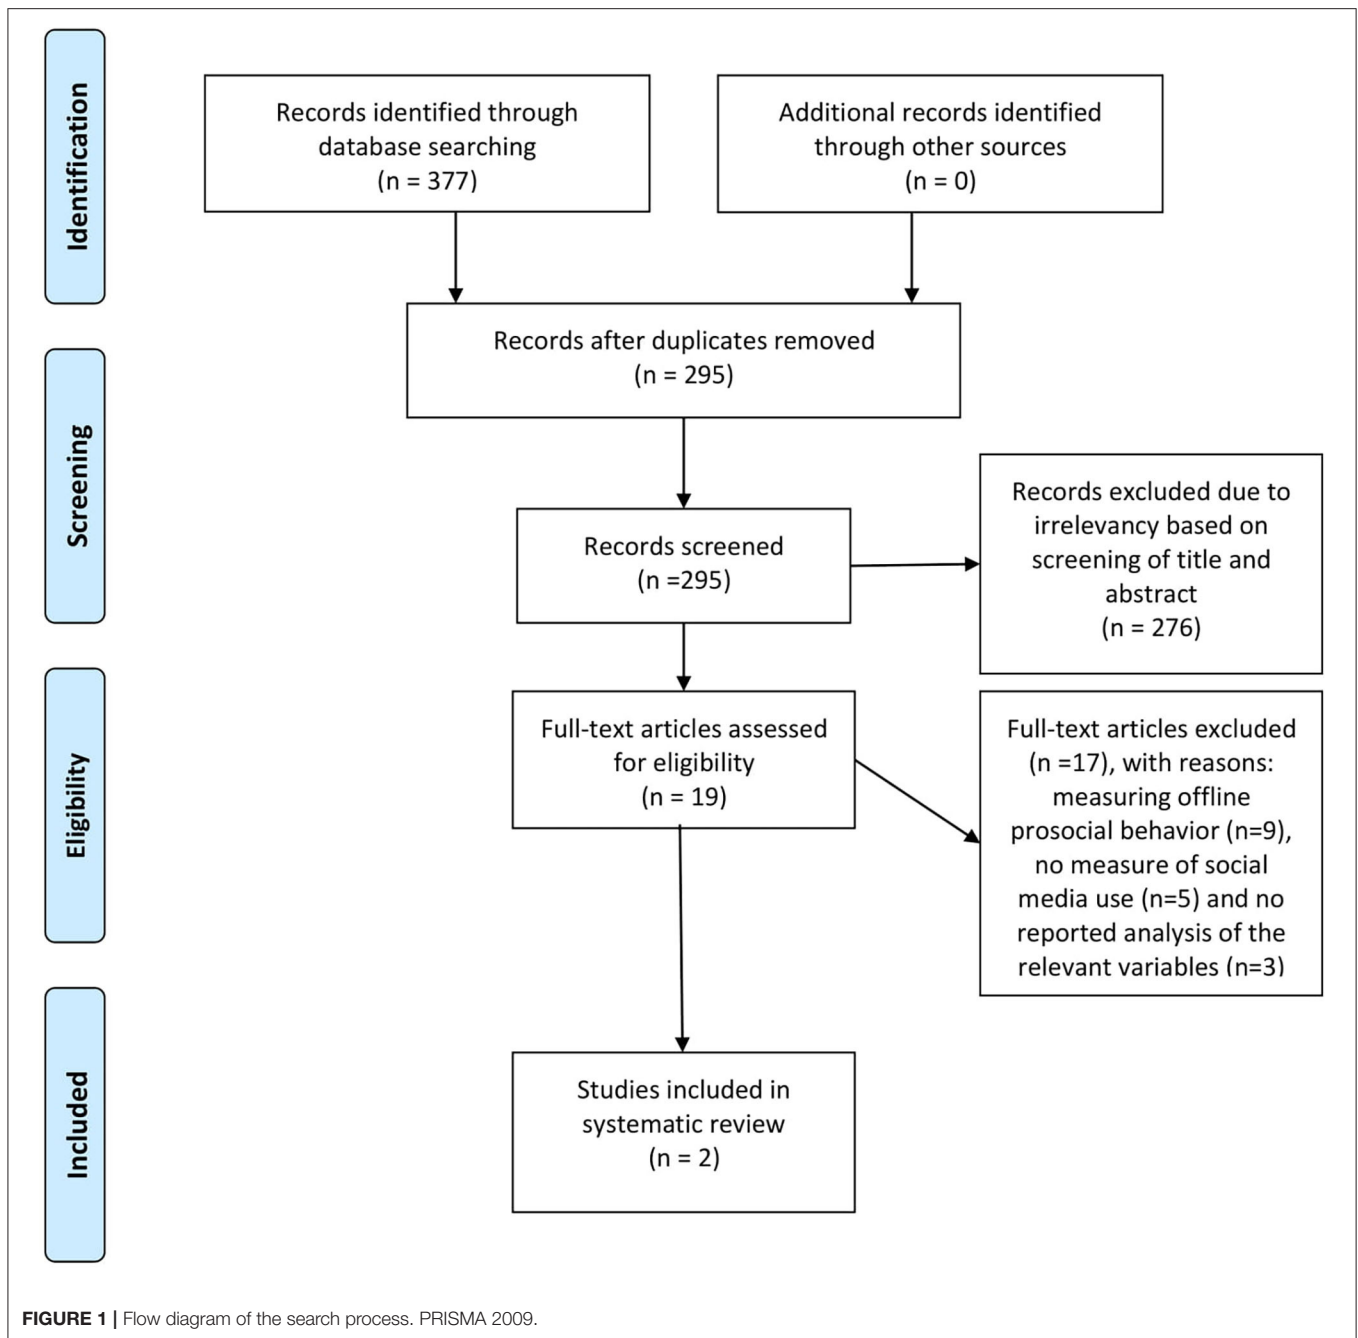 Identification
Records identified through
database searching
(n = 377)
Additional records identified
through other sources
(n = 0)
Records after duplicates removed
(n = 295)
Screening
Records screened
(n =295)
Records excluded due to
irrelevancy based on
screening of title and
abstract
(n = 276)
Eligibility
Full-text articles assessed
for eligibility
(n = 19)
Full-text articles excluded
(n =17), with reasons:
measuring offline
prosocial behavior (n=9),
no measure of social
media use (n=5) and no
reported analysis of the
relevant variables (n=3)
Included
Studies included in
systematic review
(n = 2)
FIGURE 1 | Flow diagram of the search process. PRISMA 2009.